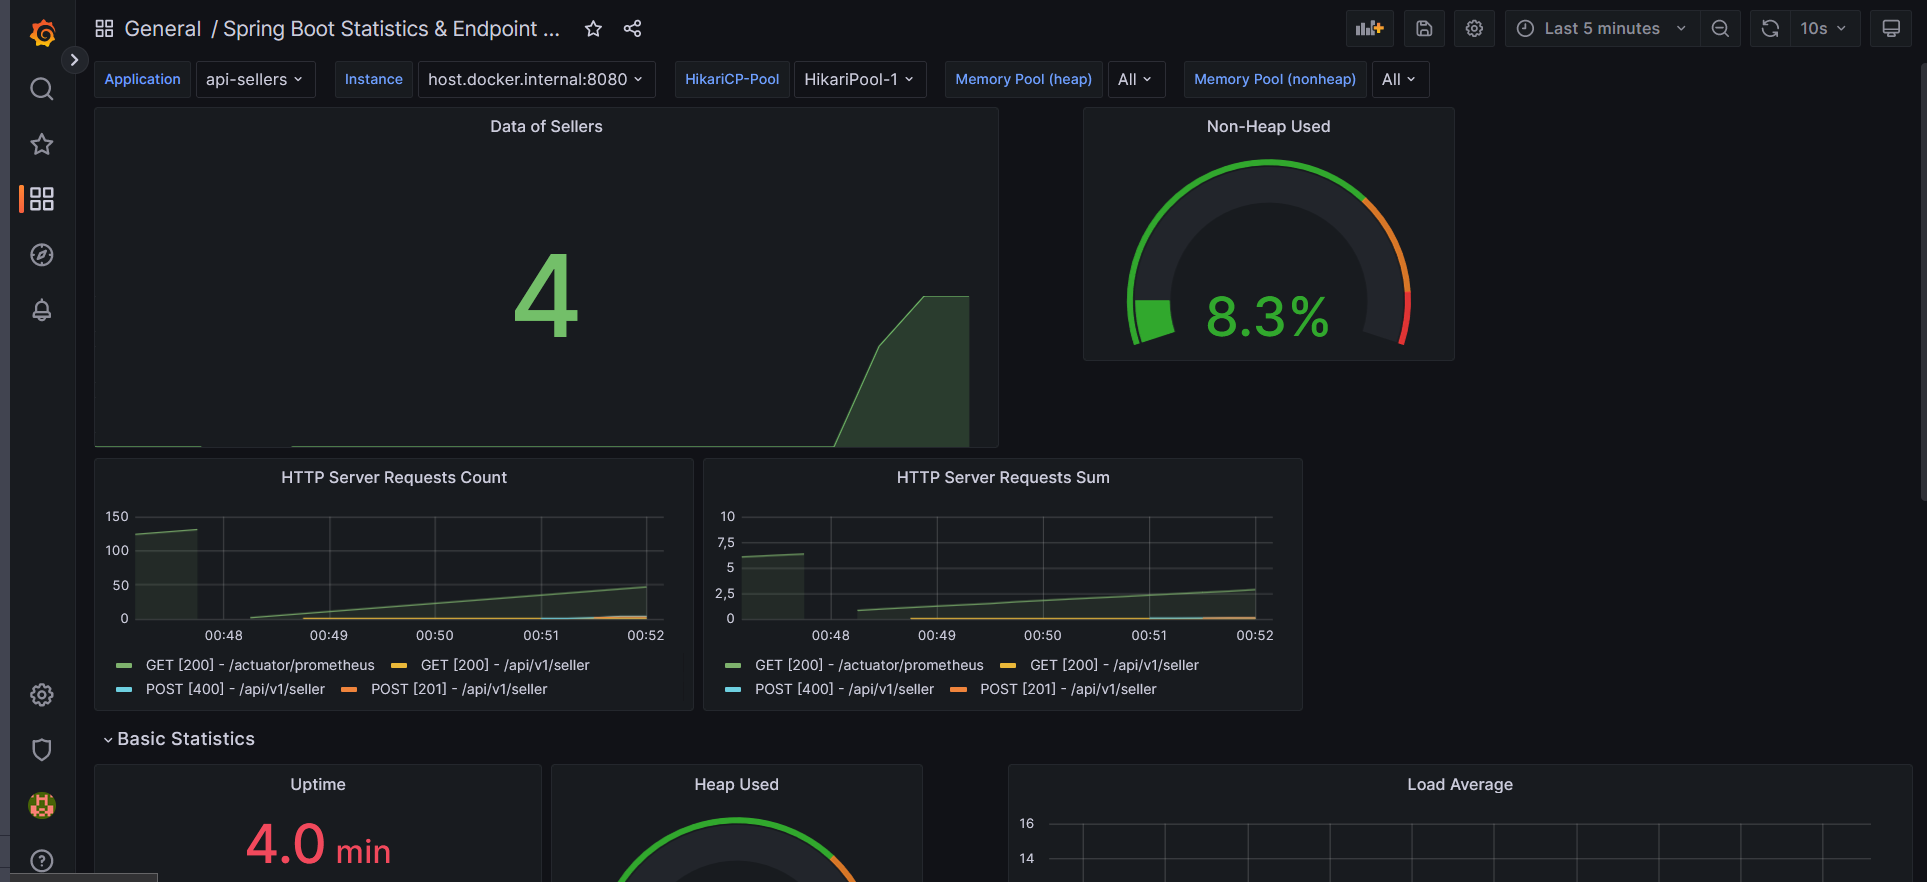 General / Spring Boot Statistics & Endpoint ...
Last 5 minutes
10s
Application api-sellers Instance host.docker.internal:8080 HikariCP-Pool HikariPool-1 Memory Pool (heap) All Memory Pool (nonheap) All
Data of Sellers
4
Non-Heap Used
8.3%
HTTP Server Requests Count
150
100
50
0
00:48 00:49 00:50 00:51 00:52
GET [200] - /actuator/prometheus GET [200] - /api/v1/seller
POST [400] - /api/v1/seller POST [201] - /api/v1/seller
HTTP Server Requests Sum
10
7,5
5
2,5
0
00:48 00:49 00:50 00:51 00:52
GET [200] - /actuator/prometheus GET [200] - /api/v1/seller
POST [400] - /api/v1/seller POST [201] - /api/v1/seller
Basic Statistics
Uptime
4.0 min
Heap Used
Load Average
16
14